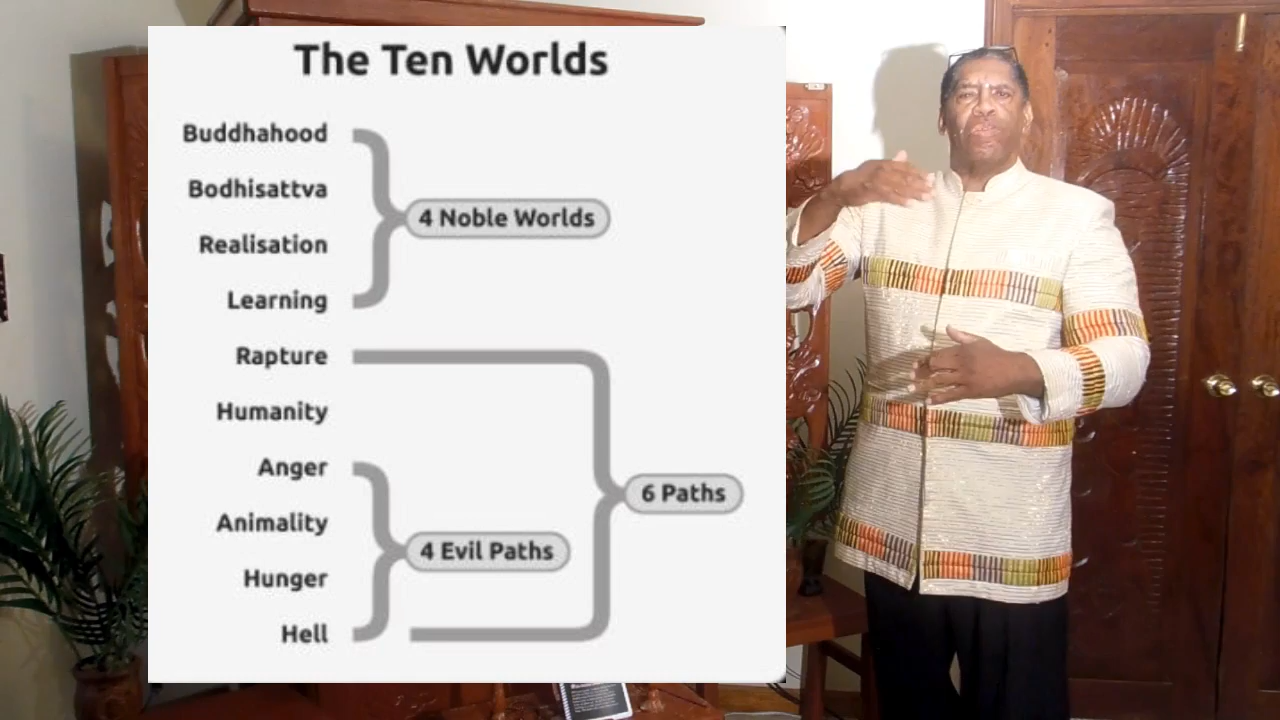 The Ten Worlds
Buddhahood
Bodhisattva
4 Noble Worlds
Realisation
Learning
Rapture
Humanity
Anger
6 Paths
Animality
4 Evil Paths
Hunger
Hell